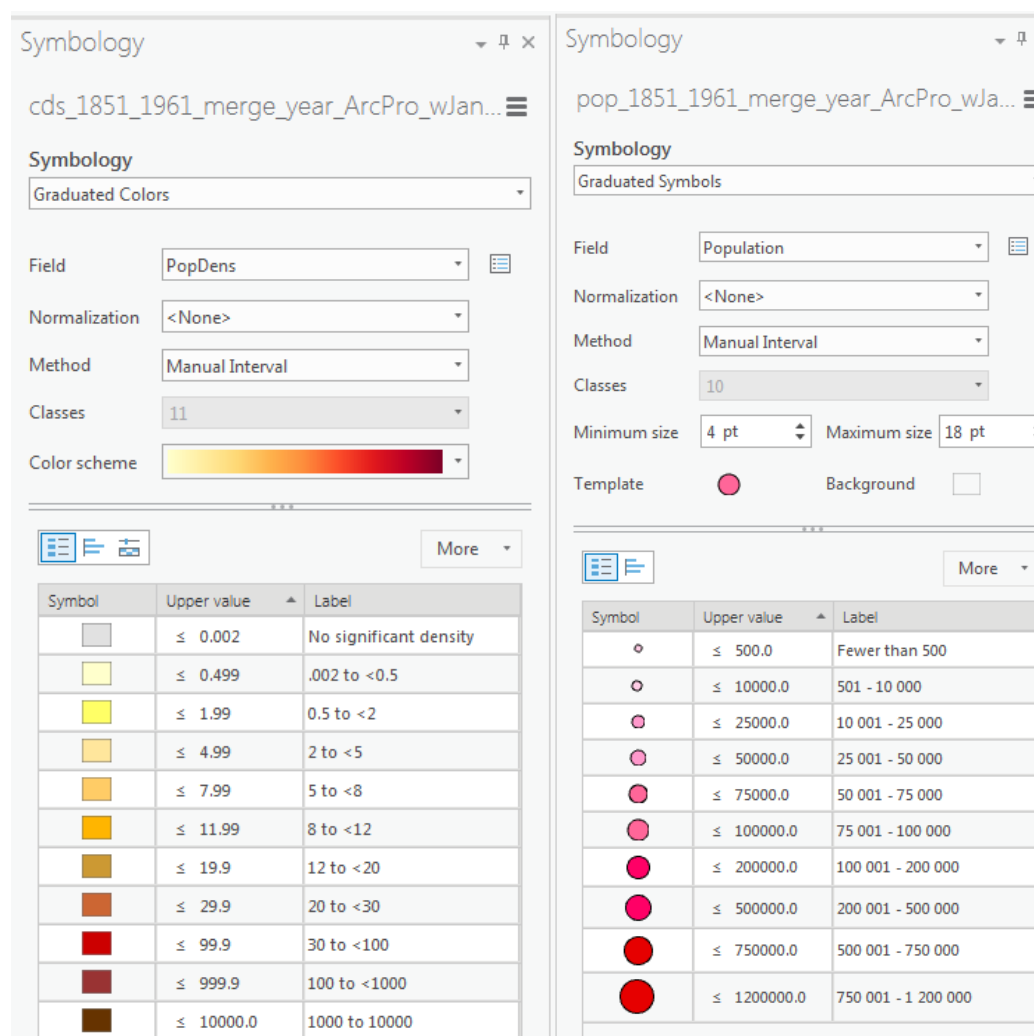 Symbology
cds_1851_1961_merge_year_ArcPro_wJan...
Symbology
Graduated Colors
Field PopDens
Normalization <None>
Method Manual Interval
Classes 11
Color scheme
More
Symbol Upper value Label
≤ 0.002 No significant density
≤ 0.499 .002 to <0.5
≤ 1.99 0.5 to <2
≤ 4.99 2 to <5
≤ 7.99 5 to <8
≤ 11.99 8 to <12
≤ 19.9 12 to <20
≤ 29.9 20 to <30
≤ 99.9 30 to <100
≤ 999.9 100 to <1000
≤ 10000.0 1000 to 10000
Symbology
pop_1851_1961_merge_year_ArcPro_wJa...
Symbology
Graduated Symbols
Field Population
Normalization <None>
Method Manual Interval
Classes 10
Minimum size 4 pt Maximum size 18 pt
Template Background
More
Symbol Upper value Label
≤ 500.0 Fewer than 500
≤ 10000.0 501 - 10 000
≤ 25000.0 10 001 - 25 000
≤ 50000.0 25 001 - 50 000
≤ 75000.0 50 001 - 75 000
≤ 100000.0 75 001 - 100 000
≤ 200000.0 100 001 - 200 000
≤ 500000.0 200 001 - 500 000
≤ 750000.0 500 001 - 750 000
≤ 1200000.0 750 001 - 1 200 000